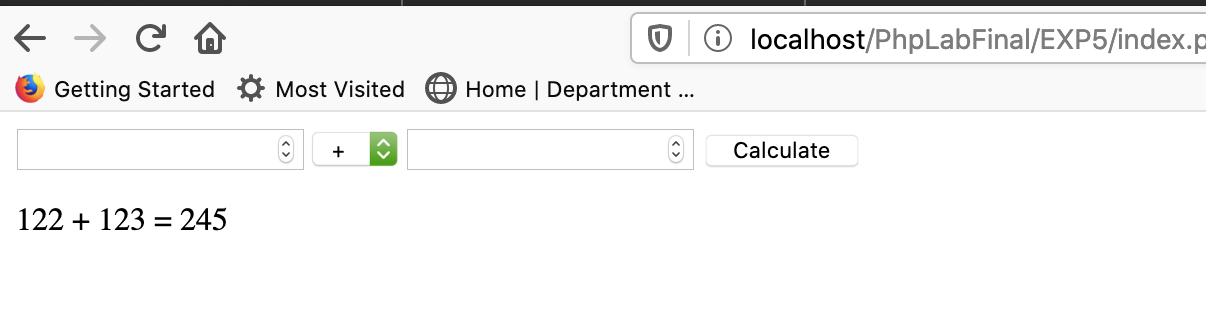 localhost/PhpLabFinal/EXP5/index.p
Getting Started Most Visited Home | Department ...
+ Calculate
122 + 123 = 245